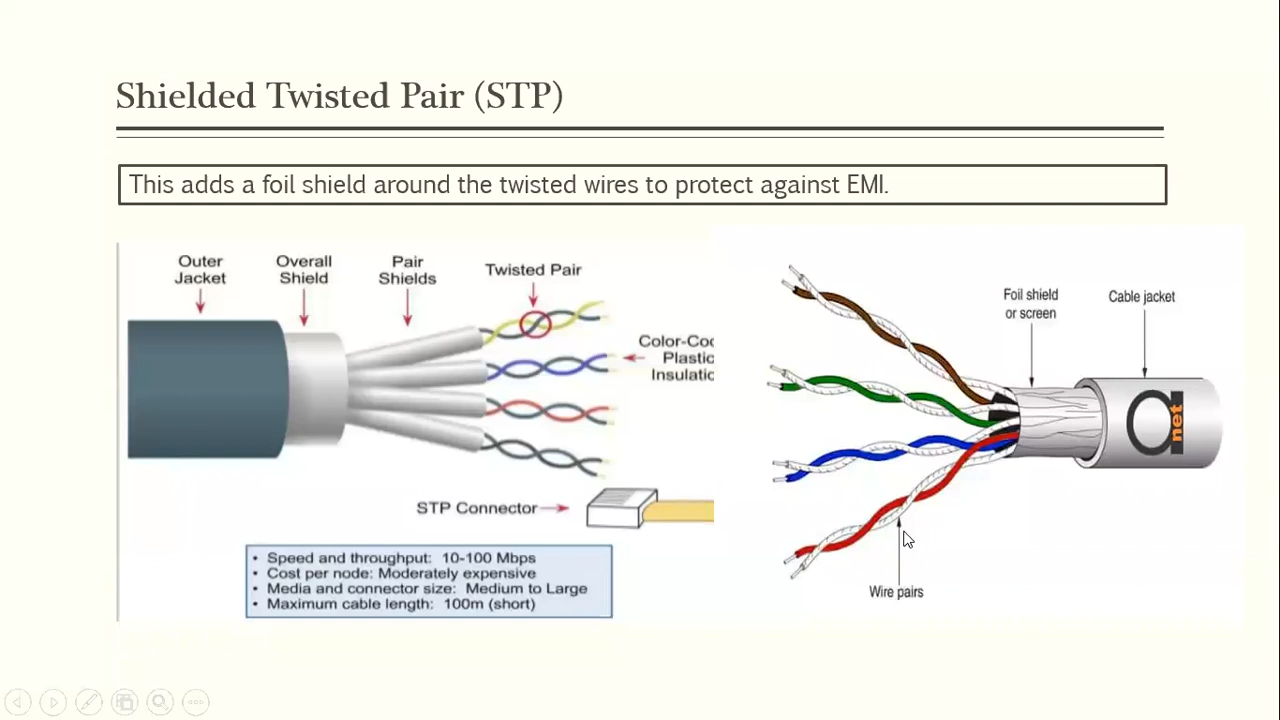 Shielded Twisted Pair (STP)
This adds a foil shield around the twisted wires to protect against EMI.
Outer
Jacket
Overall
Shield
Pair
Shields
Twisted Pair
Color-Coo
Plastic
Insulatic
STP Connector
• Speed and throughput: 10-100 Mbps
• Cost per node: Moderately expensive
• Media and connector size: Medium to Large
• Maximum cable length: 100m (short)
Foil shield
or screen
Cable jacket
a
net
Wire pairs